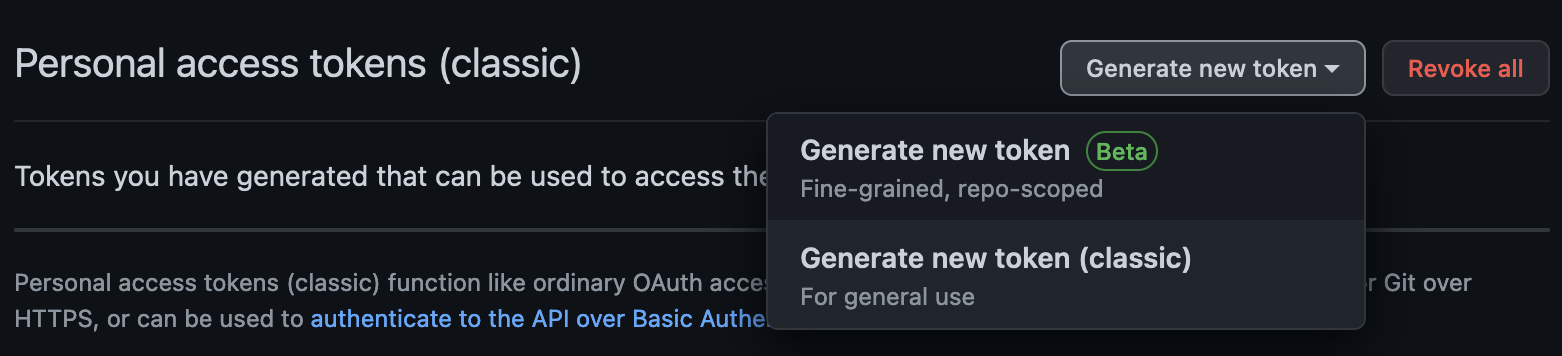 Personal access tokens (classic)
Generate new token
Revoke all
Generate new token Beta
Fine-grained, repo-scoped
Generate new token (classic)
For general use
Tokens you have generated that can be used to access the
Personal access tokens (classic) function like ordinary OAuth Git over
HTTPS, or can be used to authenticate to the API over Basic